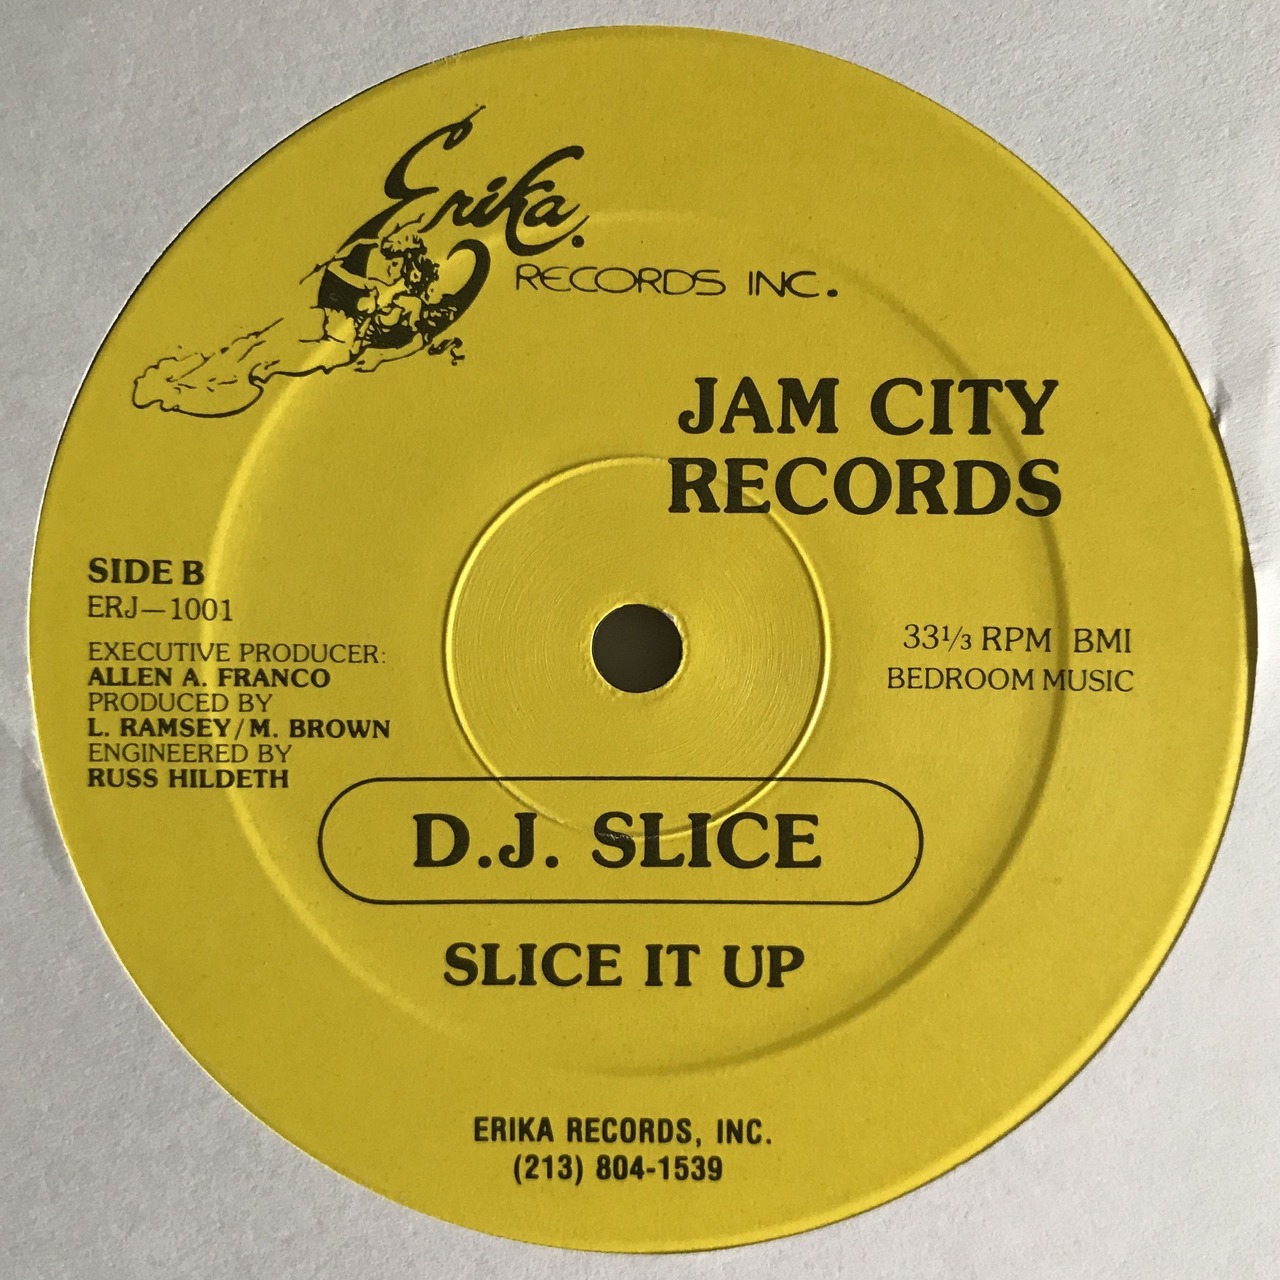 Erika.
RECORDS INC.
JAM CITY
RECORDS
SIDE B
ERJ—1001
EXECUTIVE PRODUCER:
ALLEN A. FRANCO
PRODUCED BY
L. RAMSEY/M. BROWN
ENGINEERED BY
RUSS HILDETH
33⅓ RPM BMI
BEDROOM MUSIC
D.J. SLICE
SLICE IT UP
ERIKA RECORDS, INC.
(213) 804-1539